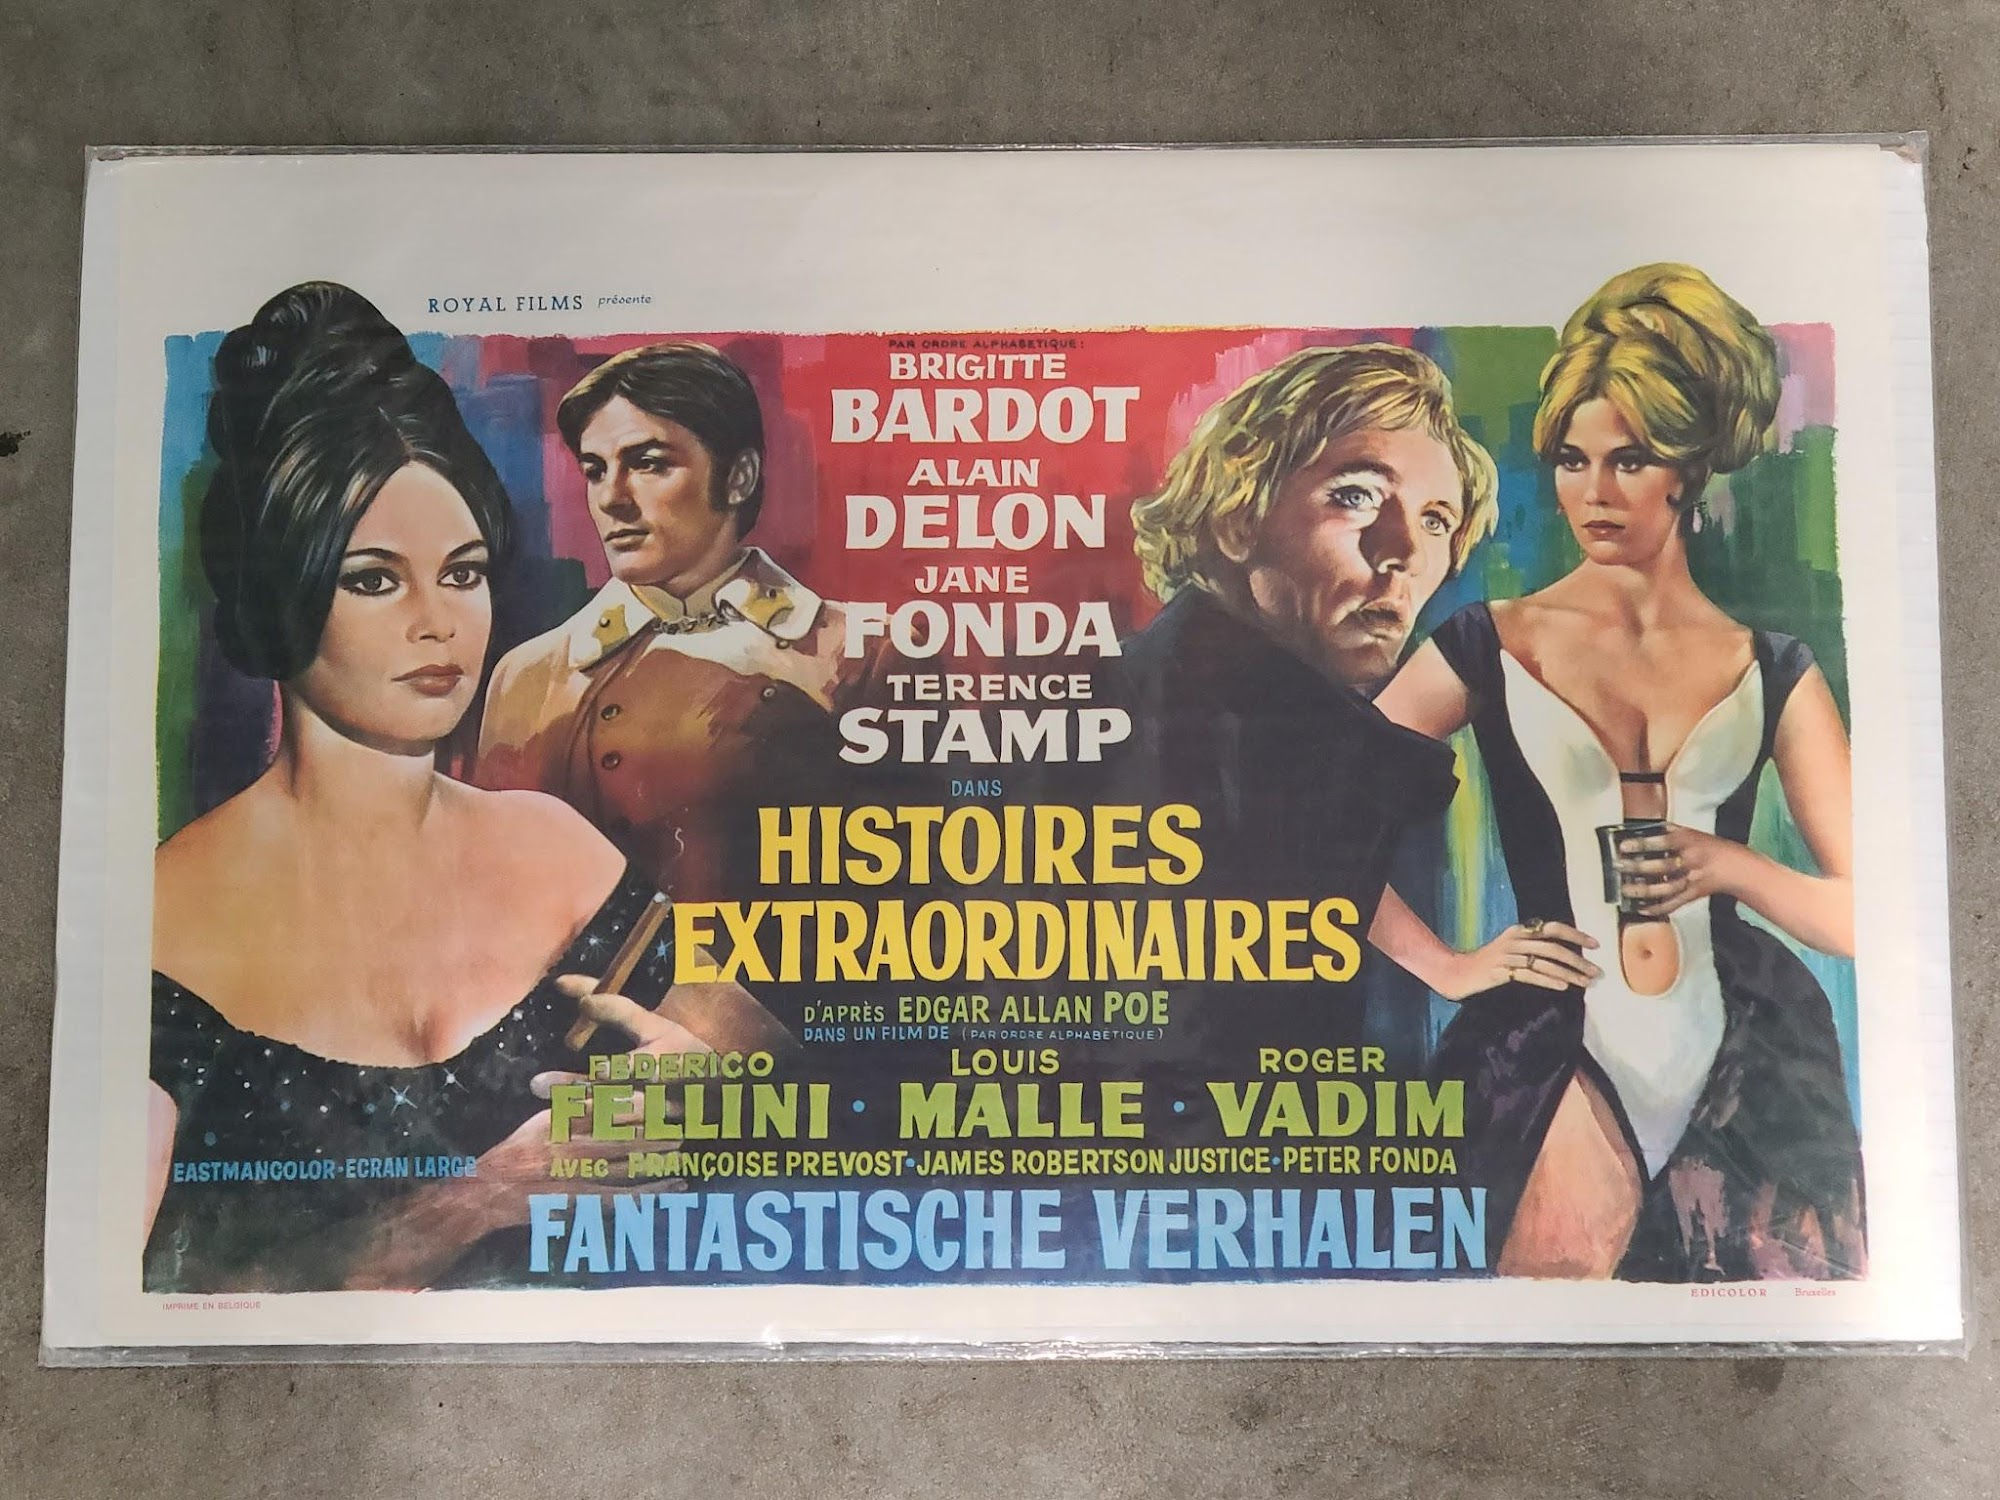 ROYAL FILMS présente
PAR ORDRE ALPHABETIQUE :
BRIGITTE
BARDOT
ALAIN
DELON
JANE
FONDA
TERENCE
STAMP
DANS
HISTOIRES
EXTRAORDINAIRES
D'APRÈS EDGAR ALLAN POE
DANS UN FILM DE (PAR ORDRE ALPHABÉTIQUE)
FEDERICO LOUIS ROGER
FELLINI • MALLE • VADIM
EASTMANCOLOR-ECRAN LARGE
AVEC FRANÇOISE PREVOST•JAMES ROBERTSON JUSTICE•PETER FONDA
FANTASTISCHE VERHALEN
IMPRIME EN BELGIQUE
EDICOLOR Bruxelles